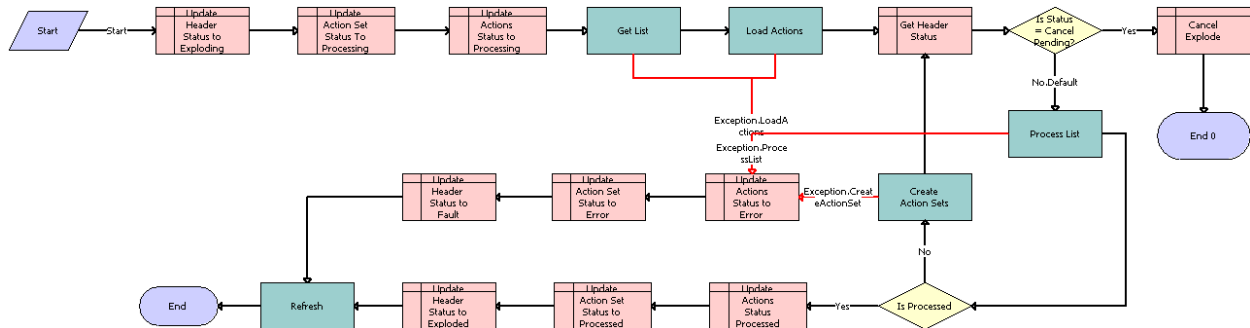 Start
Start
Update
Header
Status to
Exploding
Update
Action Set
Status To
Processing
Update
Actions
Status to
Processing
Get List
Load Actions
Get Header
Status
Is Status
= Cancel
Pending?
Yes
Cancel
Explode
No.Default
End 0
Process List
Exception.LoadA
ctions
Exception.Proce
ssList
Update
Header
Status to
Fault
Update
Action Set
Status to
Error
Update
Actions
Status to
Error
Exception.Creat
eActionSet
Create
Action Sets
No
End
Refresh
Update
Header
Status to
Exploded
Update
Action Set
Status to
Processed
Update
Actions
Status
Processed
Yes
Is Processed